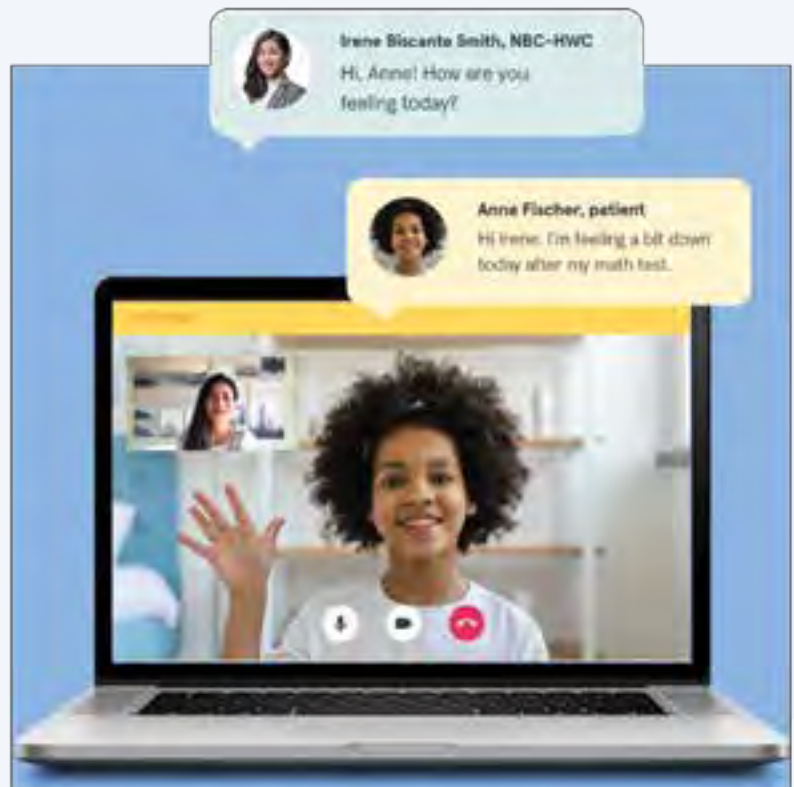 Irene Biscante Smith, NBC-HWC
Hi, Anne! How are you
feeling today?
Anne Fischer, patient
Hi Irene. I'm feeling a bit down
today after my math test.